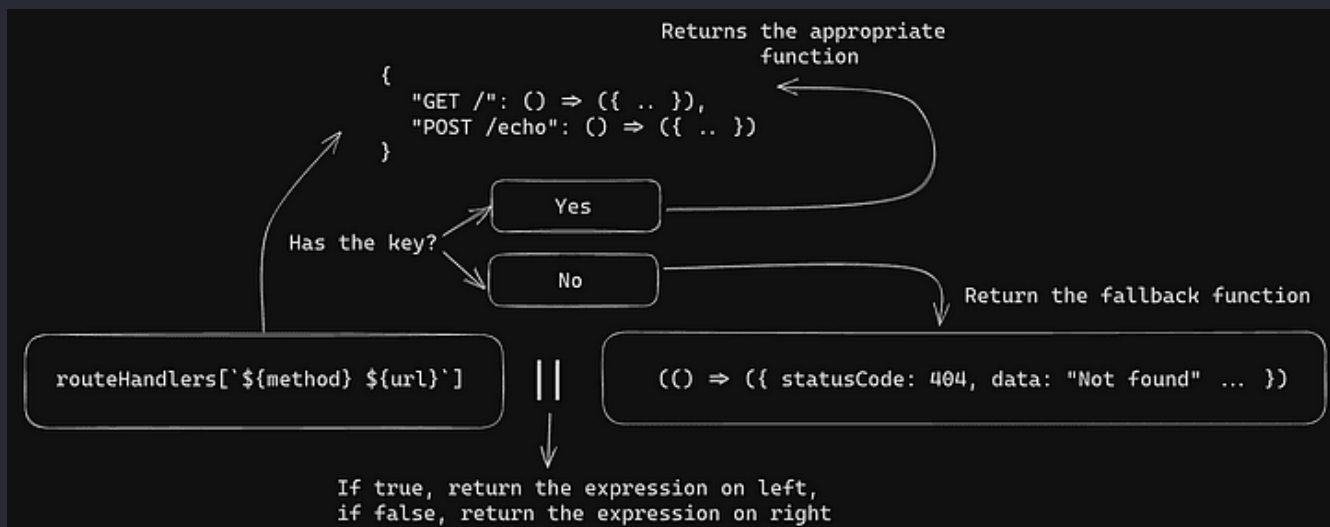 Returns the appropriate
function
{
"GET /": () => ({ .. }),
"POST /echo": () => ({ .. })
}
Yes
Has the key?
No
Return the fallback function
routeHandlers[`${method} ${url}`]
||
(() => ({ statusCode: 404, data: "Not found" ... })
If true, return the expression on left,
if false, return the expression on right